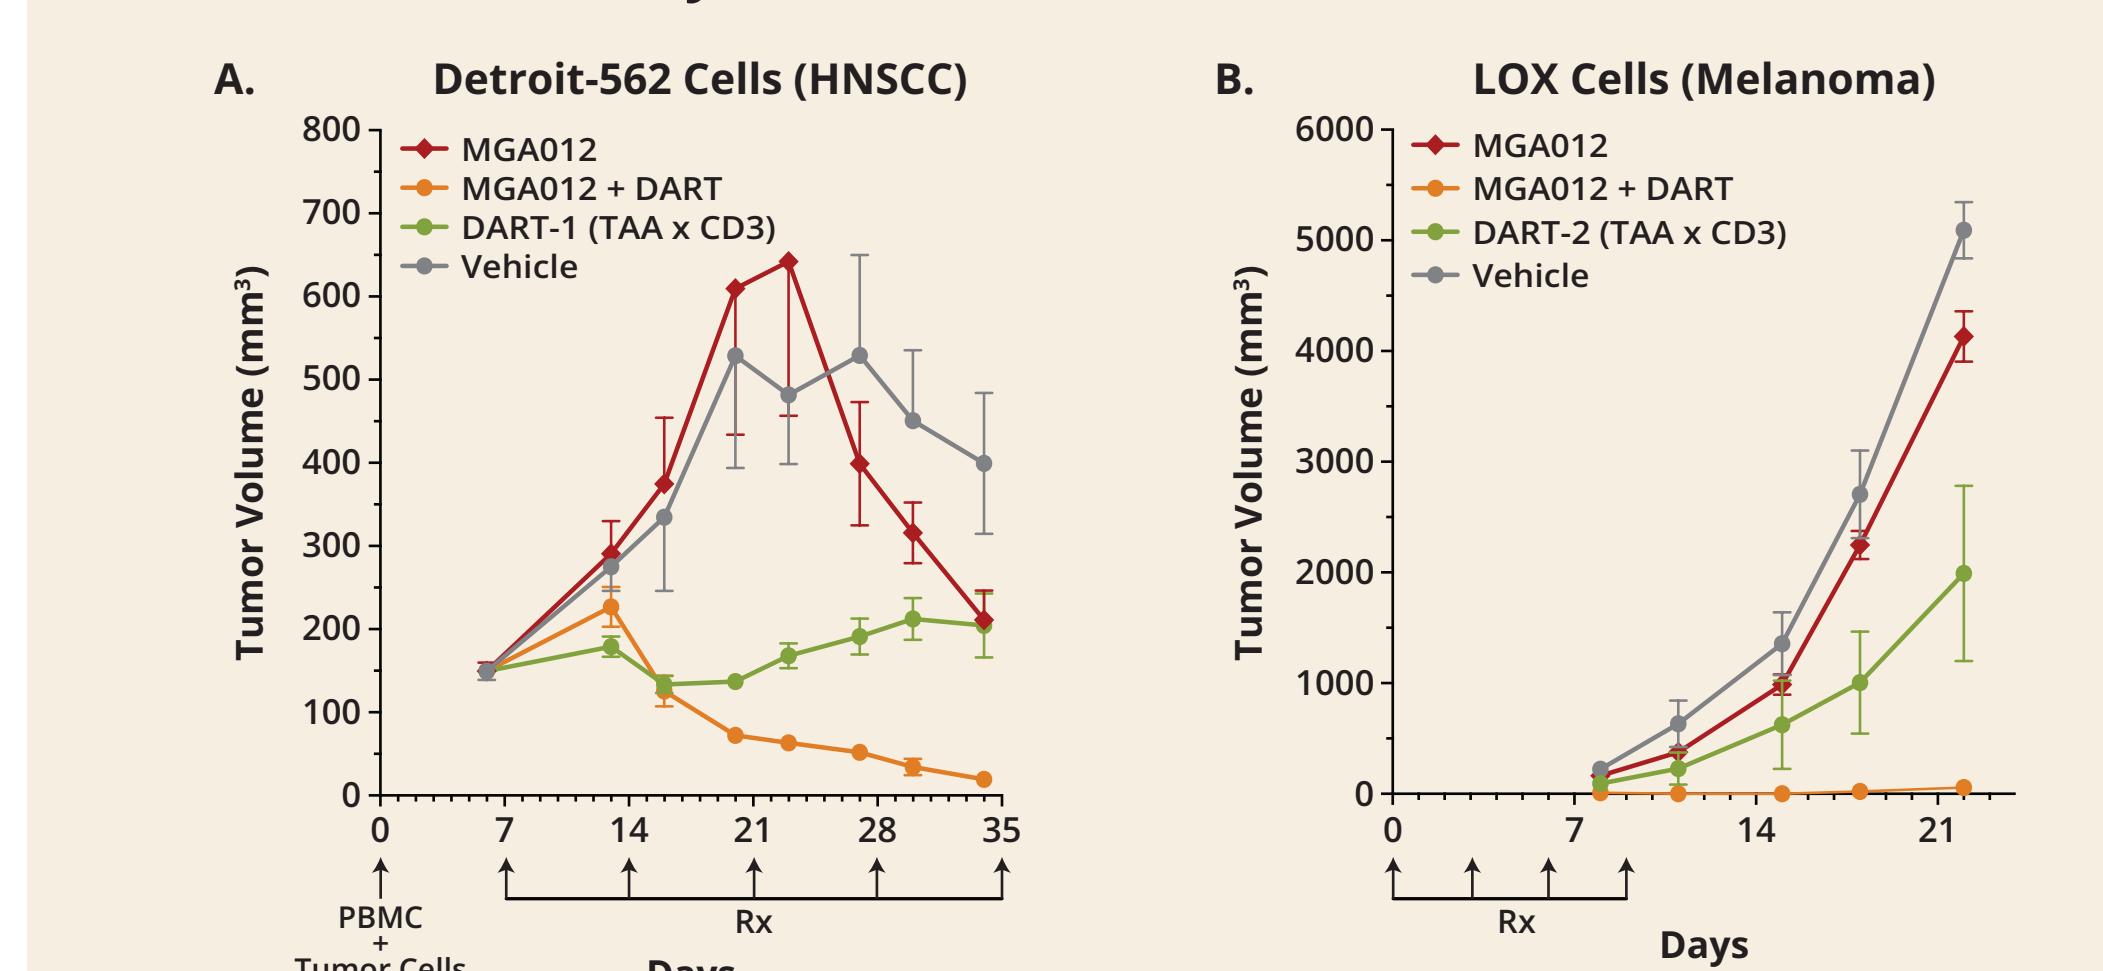 A.
Detroit-562 Cells (HNSCC)
800
700
600
500
400
300
200
100
0
Tumor Volume (mm³)
MGA012
MGA012 + DART
DART-1 (TAA x CD3)
Vehicle
0 7 14 21 28 35
PBMC
+
Tumor Cells
Rx
Days
B.
LOX Cells (Melanoma)
6000
5000
4000
3000
2000
1000
0
Tumor Volume (mm³)
MGA012
MGA012 + DART
DART-2 (TAA x CD3)
Vehicle
0 7 14 21
Rx
Days